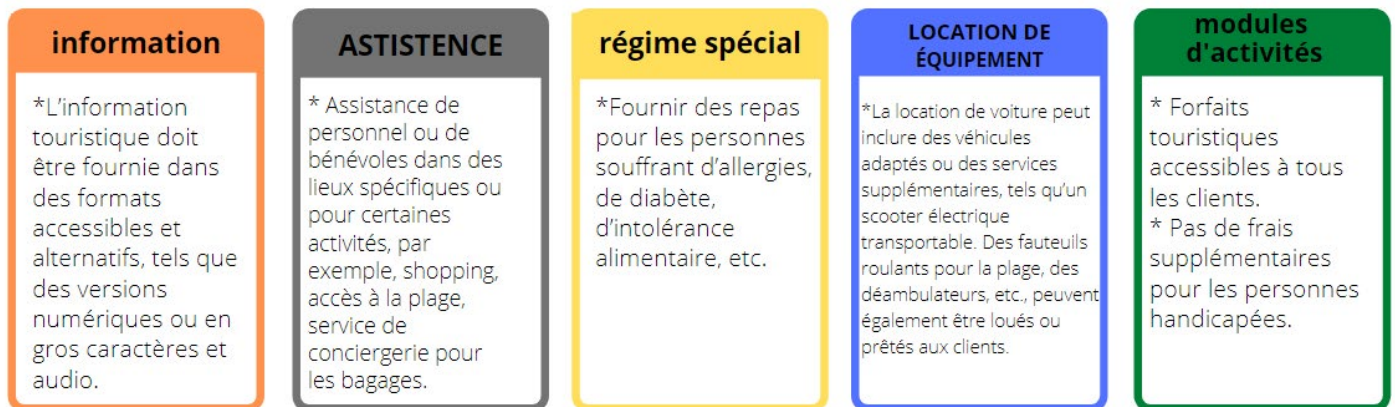 information
*L’information
touristique doit
être fournie dans
des formats
accessibles et
alternatifs, tels que
des versions
numériques ou en
gros caractères et
audio.
ASTISTENCE
* Assistance de
personnel ou de
bénévoles dans des
lieux spécifiques ou
pour certaines
activités, par
exemple, shopping,
accès à la plage,
service de
conciergerie pour
les bagages.
régime spécial
*Fournir des repas
pour les personnes
souffrant d’allergies,
de diabète,
d’intolérance
alimentaire, etc.
LOCATION DE
ÉQUIPEMENT
*La location de voiture peut
inclure des véhicules
adaptés ou des services
supplémentaires, tels qu’un
scooter électrique
transportable. Des fauteuils
roulants pour la plage, des
déambulateurs, etc., peuvent
également être loués ou
prêtés aux clients.
modules
d'activités
* Forfaits
touristiques
accessibles à tous
les clients.
* Pas de frais
supplémentaires
pour les personnes
handicapées.